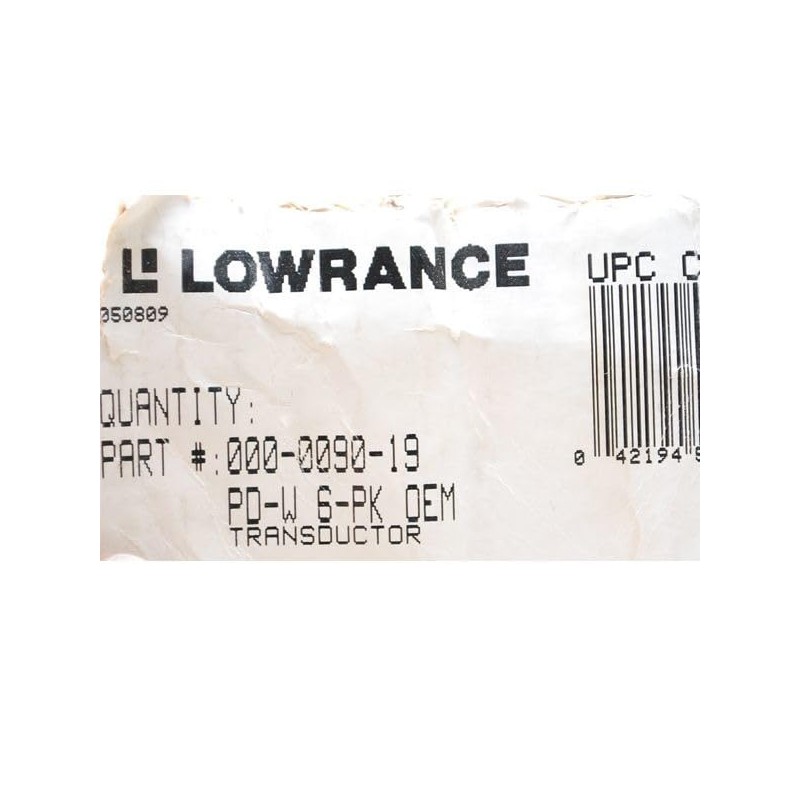 LOWRANCE
050809
UPC C
0 42194
QUANTITY:
PART #:000-0090-19
PD-W 6-PK OEM
TRANSDUCTOR